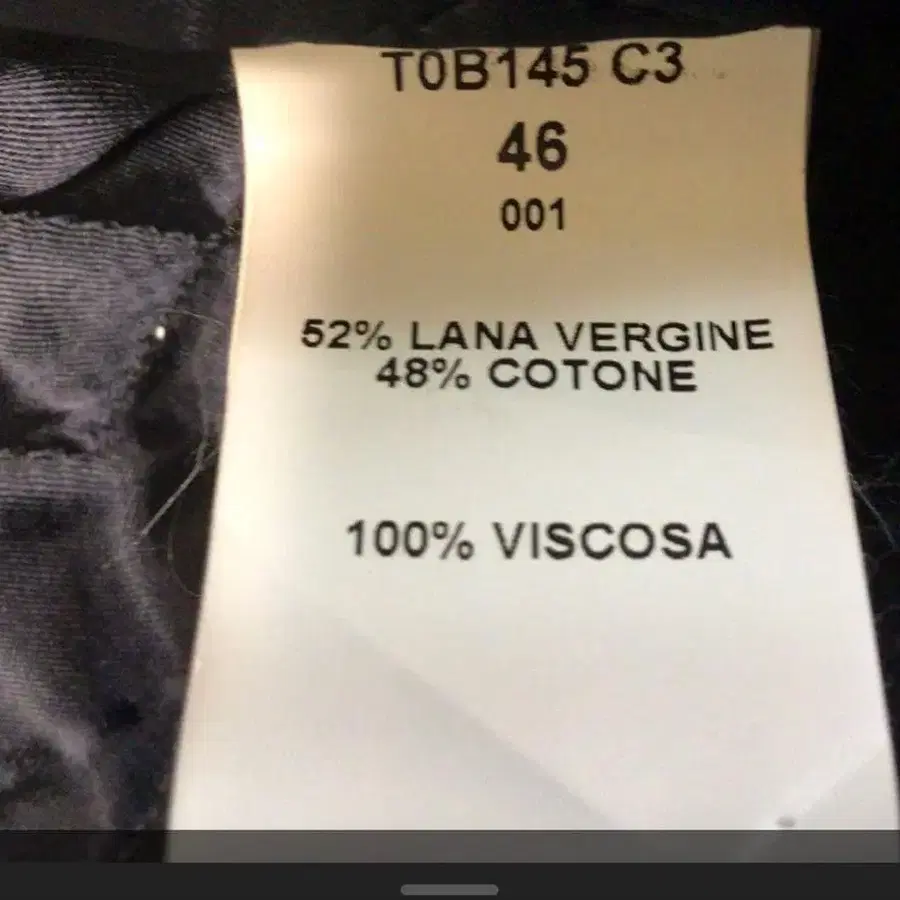 T0B145 C3
46
001
52% LANA VERGINE
48% COTONE
100% VISCOSA